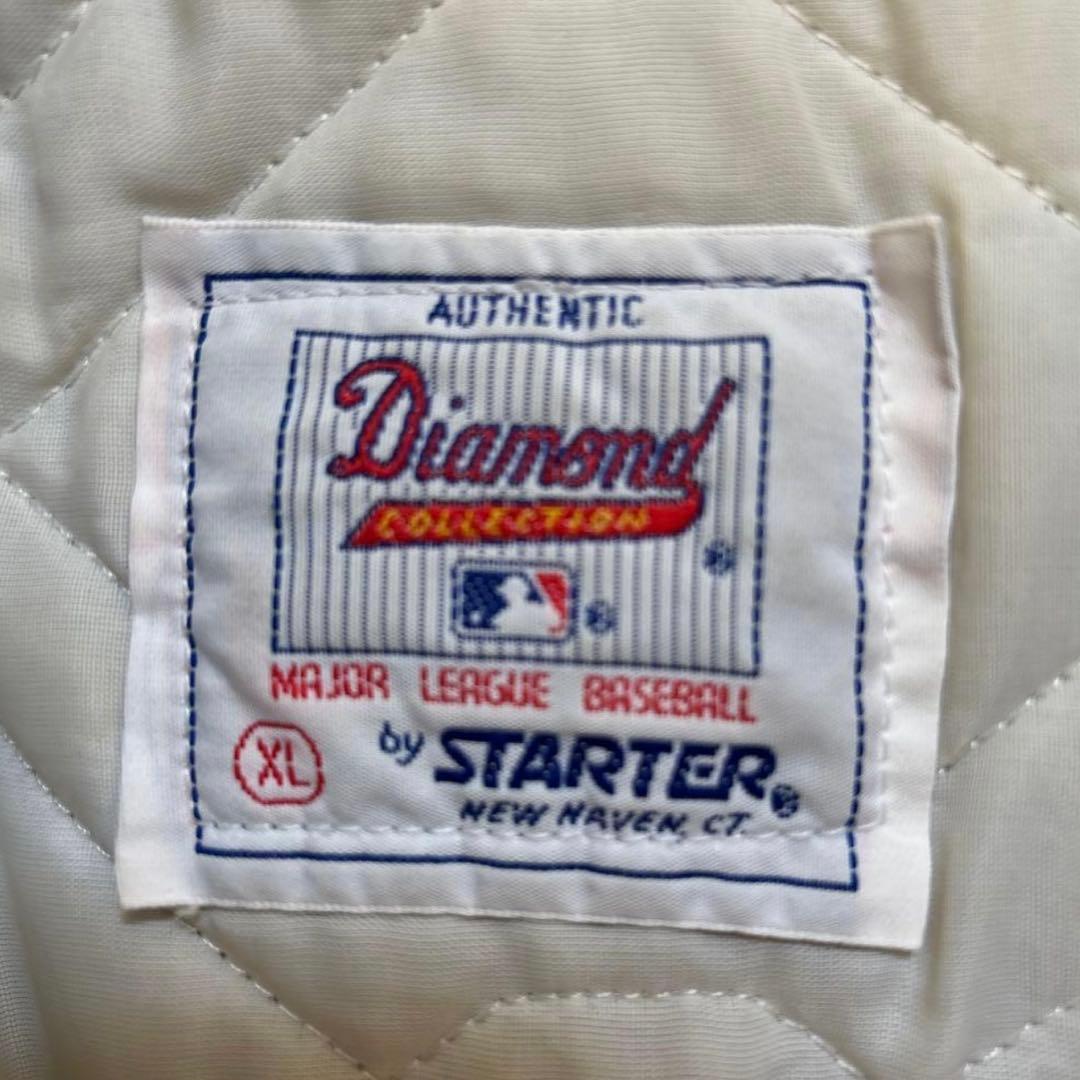 AUTHENTIC
Diamond
COLLECTION
®
®
MAJOR LEAGUE BASEBALL
XL
by STARTER®
NEW HAVEN, CT.